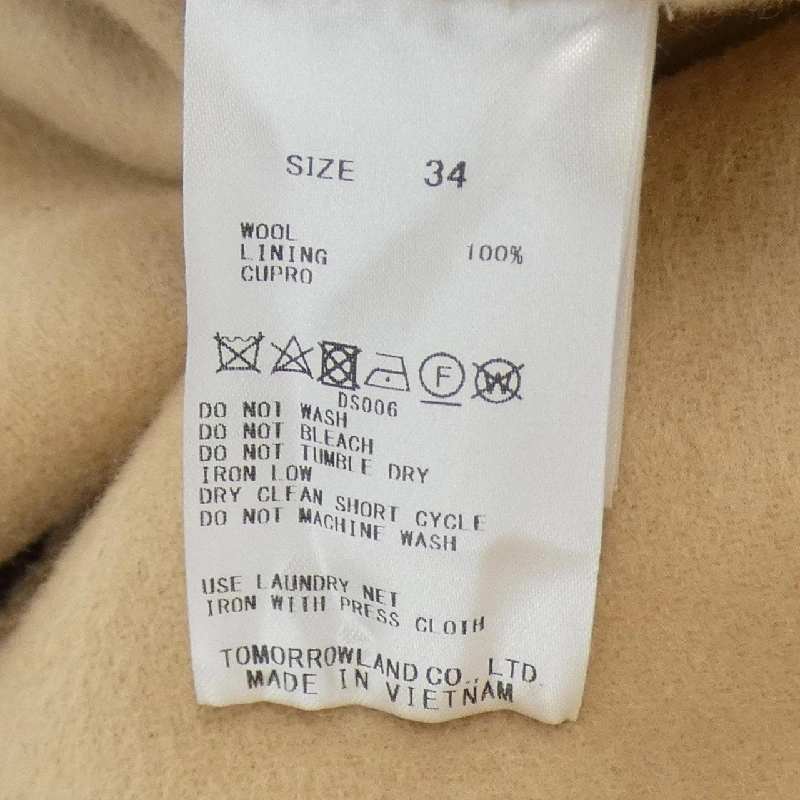 SIZE 34
WOOL
LINING 100%
CUPRO
F W
DS006
DO NOT WASH
DO NOT BLEACH
DO NOT TUMBLE DRY
IRON LOW
DRY CLEAN SHORT CYCLE
DO NOT MACHINE WASH
USE LAUNDRY NET
IRON WITH PRESS CLOTH
TOMORROWLAND CO., LTD.
MADE IN VIETNAM